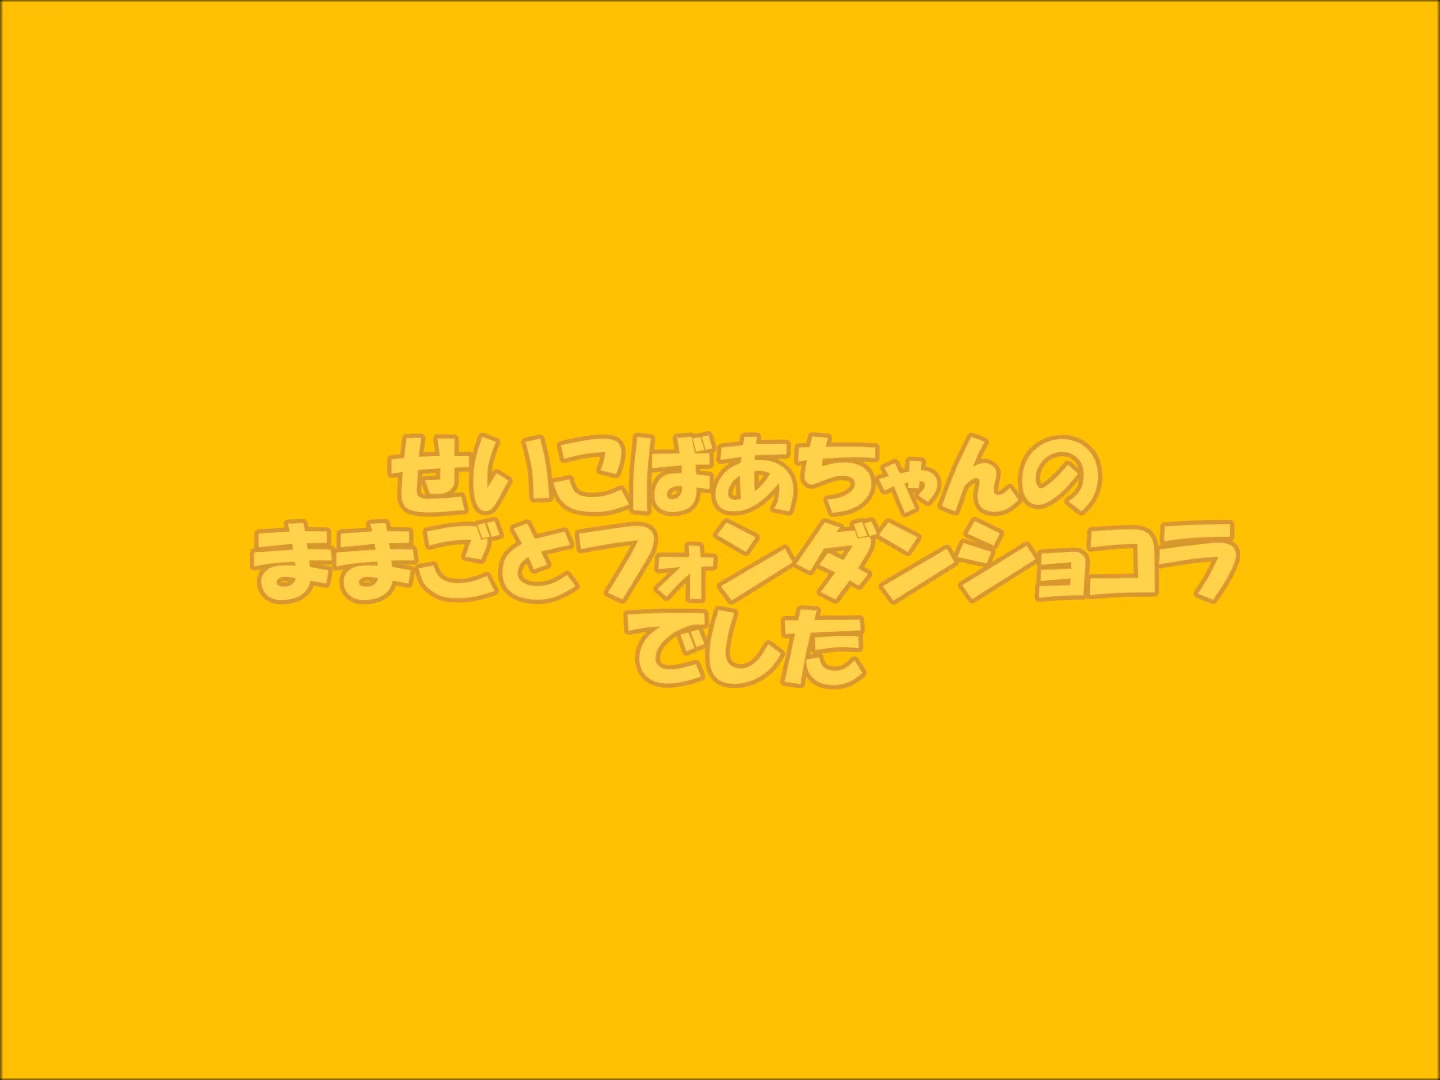 せいこばあちゃんの
ままごとフォンダンショコラ
でした